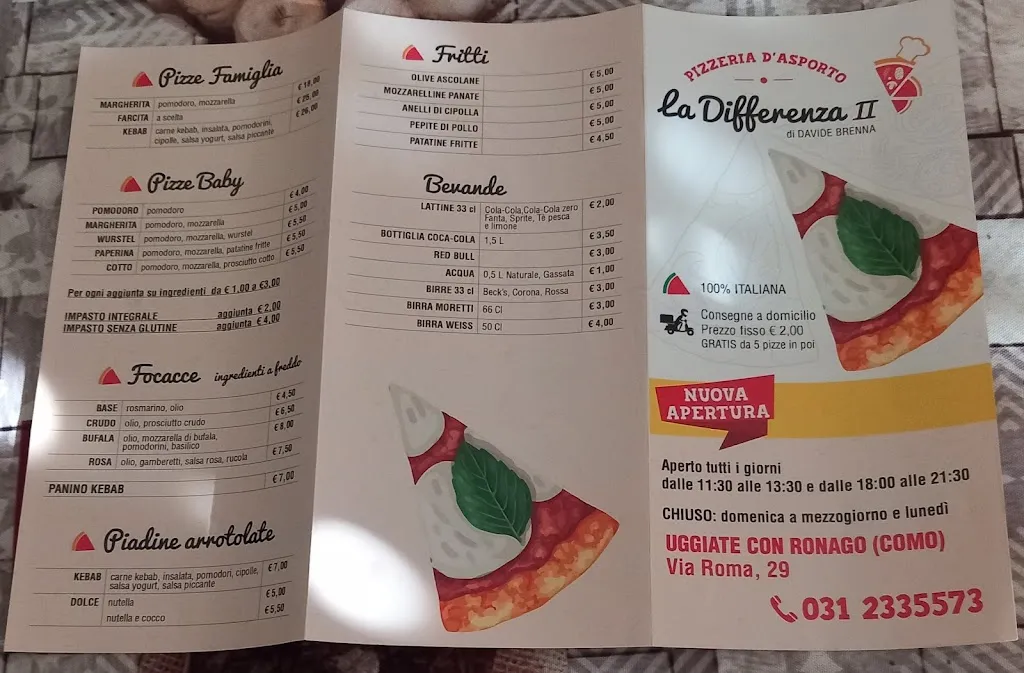 Pizze Famiglia
MARGHERITA pomodoro, mozzarella € 19,00
FARCITA a scelta € 25,00
KEBAB carne kebab, insalata, pomodorini, € 26,00
cipolle, salsa yogurt, salsa piccante
Pizze Baby
POMODORO pomodoro € 4,00
MARGHERITA pomodoro, mozzarella € 5,00
WURSTEL pomodoro, mozzarella, wurstel € 5,50
PAPERINA pomodoro, mozzarella, patatine fritte € 5,50
COTTO pomodoro, mozzarella, prosciutto cotto € 5,50
Per ogni aggiunta su ingredienti da € 1,00 a €3,00
IMPASTO INTEGRALE aggiunta € 2,00
IMPASTO SENZA GLUTINE aggiunta € 4,00
Focacce ingredienti a freddo
BASE rosmarino, olio € 4,50
CRUDO olio, prosciutto crudo € 6,50
BUFALA olio, mozzarella di bufala, € 8,00
pomodorini, basilico
ROSA olio, gamberetti, salsa rosa, rucola € 7,50
PANINO KEBAB € 7,00
Piadine arrotolate
KEBAB carne kebab, insalata, pomodori, cipolle, € 7,00
salsa yogurt, salsa piccante
DOLCE nutella € 5,00
nutella e cocco € 5,50
Fritti
OLIVE ASCOLANE € 5,00
MOZZARELLINE PANATE € 5,00
ANELLI DI CIPOLLA € 5,00
PEPITE DI POLLO € 5,00
PATATINE FRITTE € 4,50
Bevande
LATTINE 33 cl Cola-Cola,Cola-Cola zero € 2,00
Fanta, Sprite, Tè pesca
e limone
BOTTIGLIA COCA-COLA 1,5 L € 3,50
RED BULL € 3,00
ACQUA 0,5 L Naturale, Gassata € 1,00
BIRRE 33 cl Beck's, Corona, Rossa € 3,00
BIRRA MORETTI 66 Cl € 3,00
BIRRA WEISS 50 Cl € 4,00
PIZZERIA D'ASPORTO
La Differenza II
di DAVIDE BRENNA
100% ITALIANA
Consegne a domicilio
Prezzo fisso € 2,00
GRATIS da 5 pizze in poi
NUOVA
APERTURA
Aperto tutti i giorni
dalle 11:30 alle 13:30 e dalle 18:00 alle 21:30
CHIUSO: domenica a mezzogiorno e lunedì
UGGIATE CON RONAGO (COMO)
Via Roma, 29
031 2335573